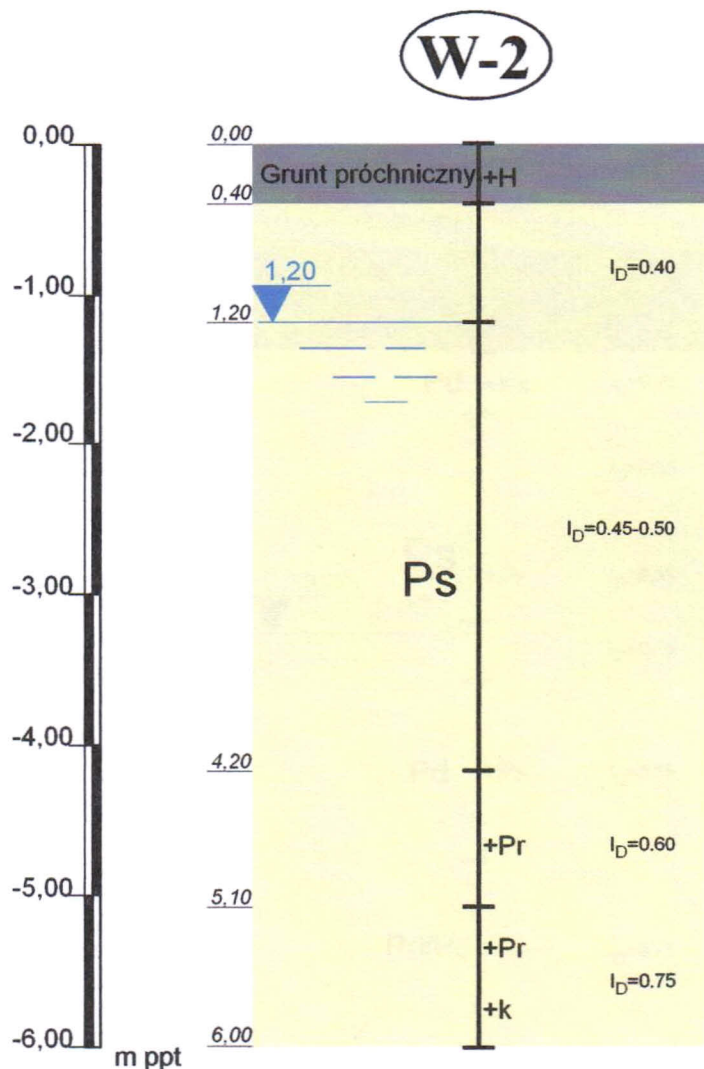 W-2
0,00 0,00
Grunt próchniczny +H
0,40
I_D=0.40
1,20
-1,00
1,20
-2,00
I_D=0.45-0.50
Ps
-3,00
-4,00
4,20
+Pr I_D=0.60
-5,00
5,10
+Pr
I_D=0.75
+k
-6,00 6,00
m ppt